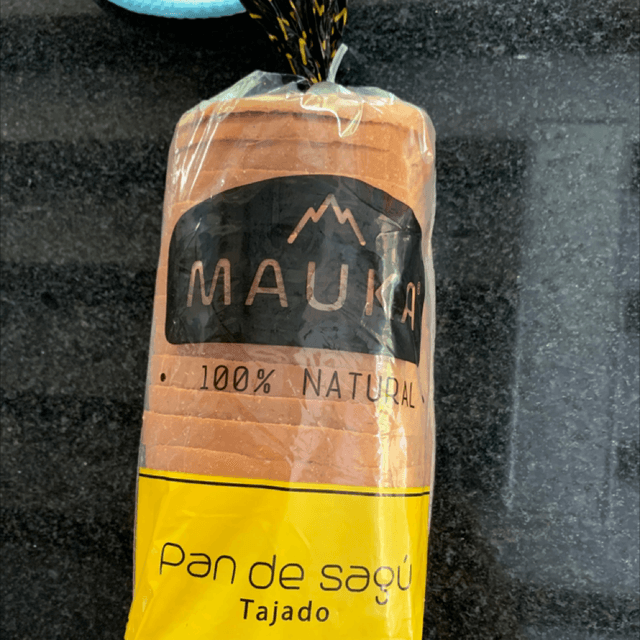 MAUKA
100% NATURAL
Pan de sagú
Tajado